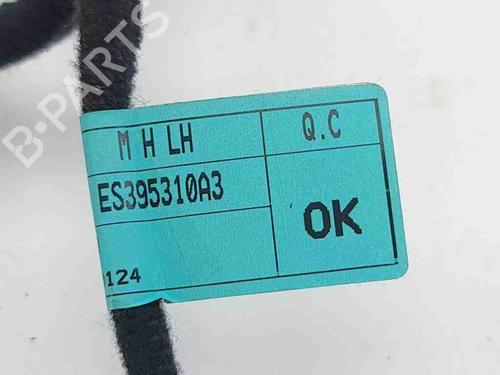 B-PARTS
M H LH
Q.C
ES395310A3
OK
124